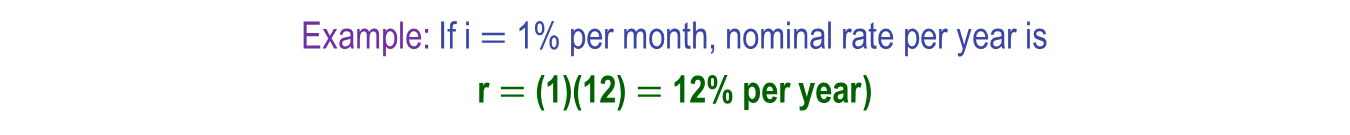 Example: If i = 1% per month, nominal rate per year is
r = (1)(12) = 12% per year)